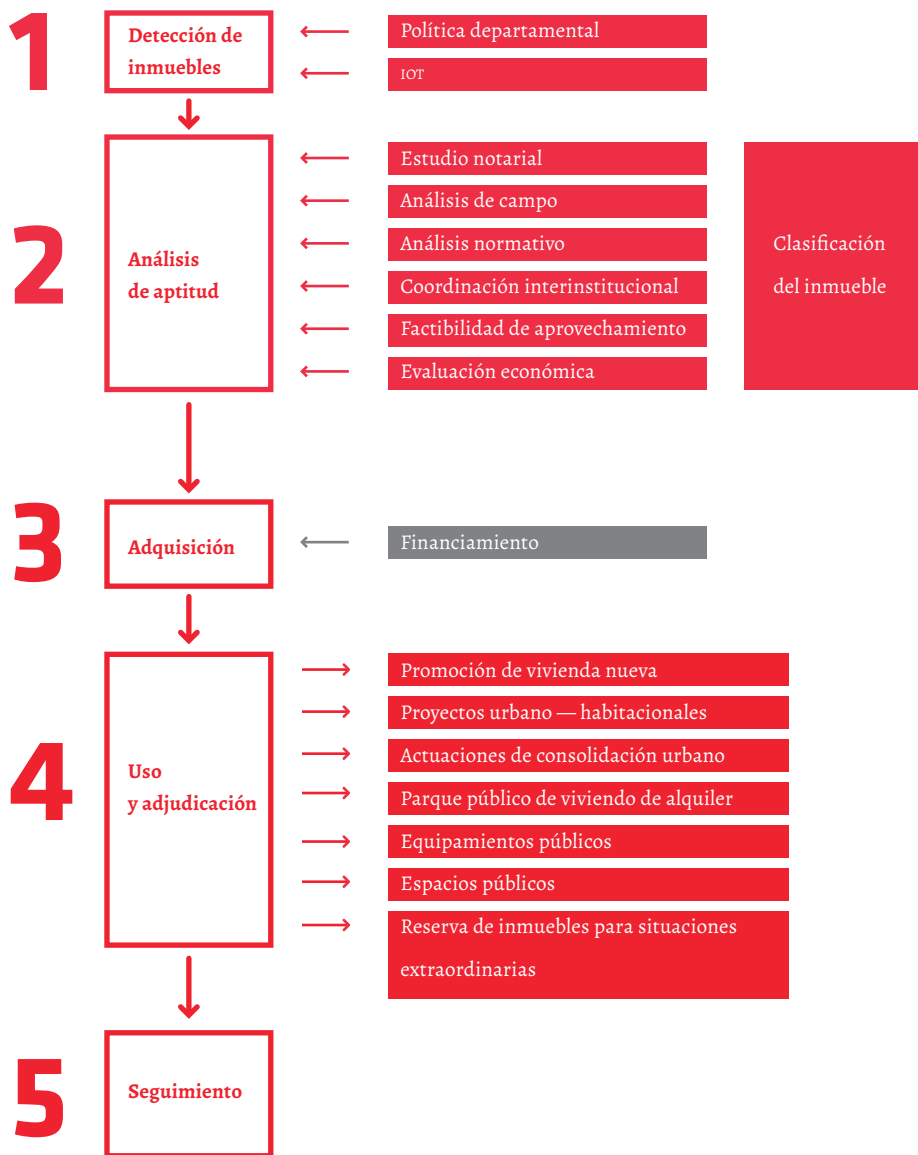 1
Detección de
inmuebles
Política departamental
IOT
2
Análisis
de aptitud
Estudio notarial
Análisis de campo
Análisis normativo
Coordinación interinstitucional
Factibilidad de aprovechamiento
Evaluación económica
Clasificación
del inmueble
3
Adquisición
Financiamiento
4
Uso
y adjudicación
Promoción de vivienda nueva
Proyectos urbano — habitacionales
Actuaciones de consolidación urbano
Parque público de viviendo de alquiler
Equipamientos públicos
Espacios públicos
Reserva de inmuebles para situaciones
extraordinarias
5
Seguimiento